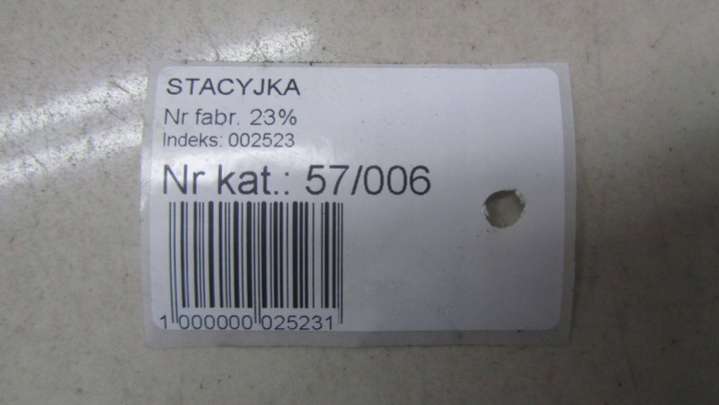 STACYJKA
Nr fabr. 23%
Indeks: 002523
Nr kat.: 57/006
1 000000 025231